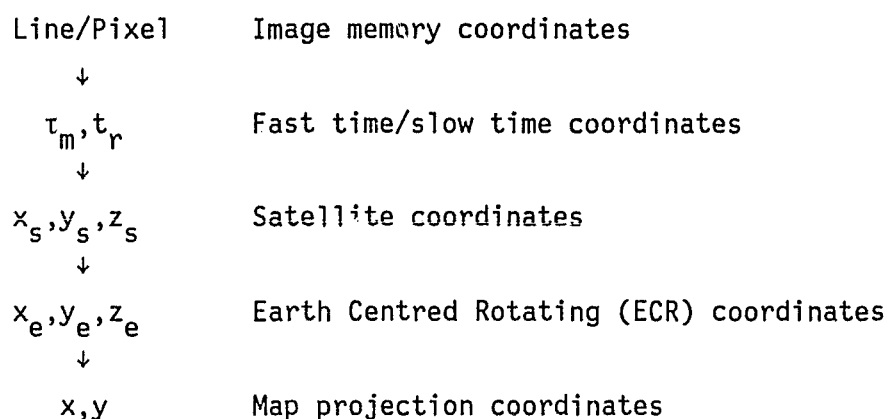 Line/Pixel Image memory coordinates
↓
τm,tr Fast time/slow time coordinates
↓
xs,ys,zs Satellite coordinates
↓
xe,ye,ze Earth Centred Rotating (ECR) coordinates
↓
x,y Map projection coordinates